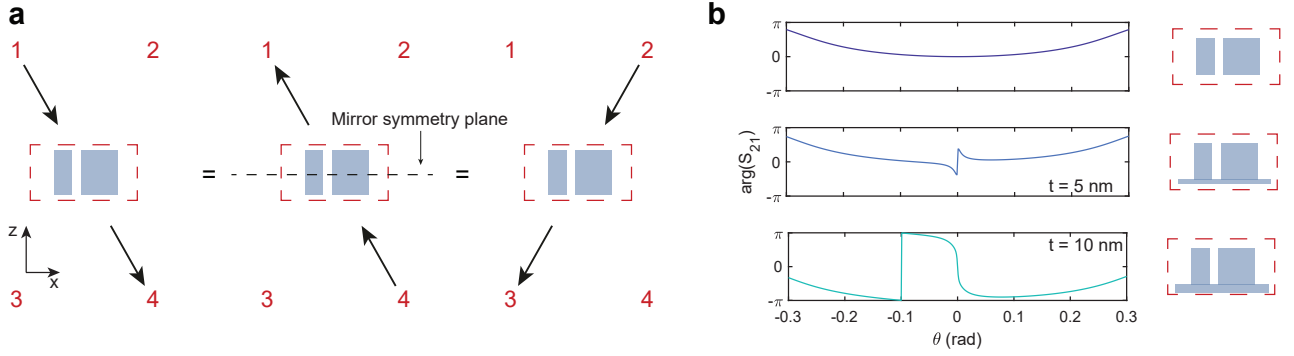 a
1 2 1 2 1 2
Mirror symmetry plane
= =
z
x
3 4 3 4 3 4
b
π
0
-π
π
0
-π
t = 5 nm
π
0
-π
t = 10 nm
arg(S21)
-0.3 -0.2 -0.1 0 0.1 0.2 0.3
θ (rad)